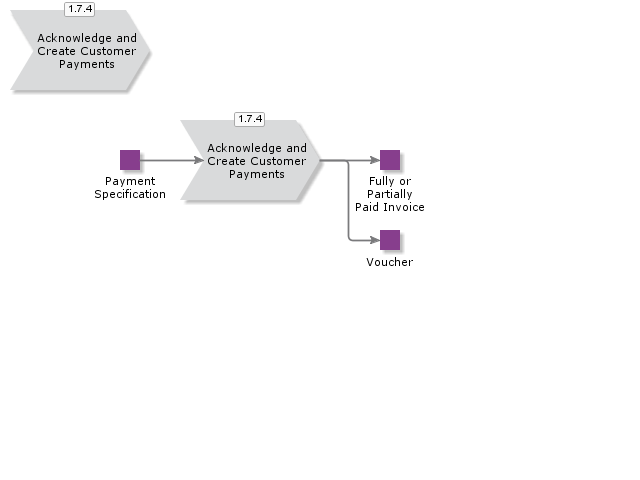 1.7.4
Acknowledge and
Create Customer
Payments
1.7.4
Acknowledge and
Create Customer
Payments
Payment
Specification
Fully or
Partially
Paid Invoice
Voucher